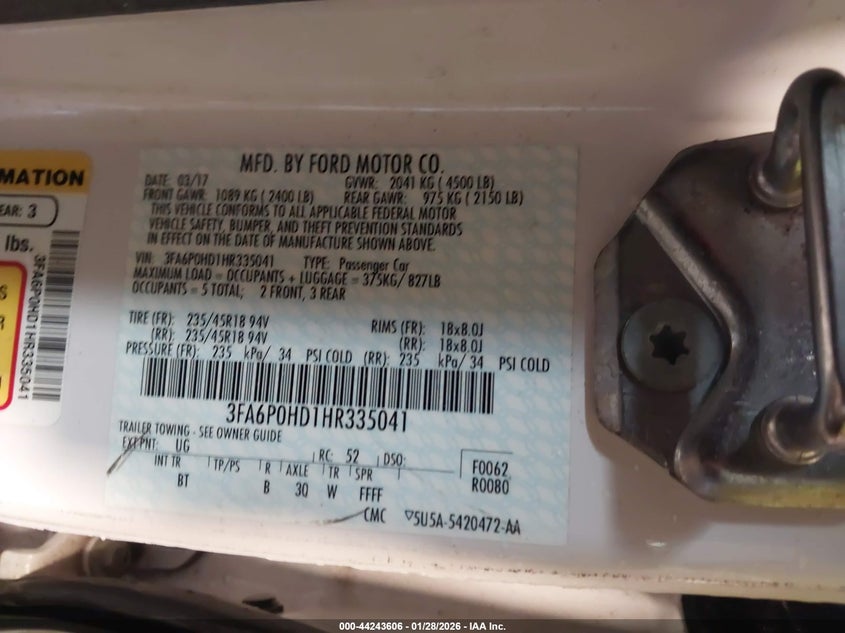 MATION
EAR: 3
lbs.
S
R
3FA6P0HD1HR335041
MFD. BY FORD MOTOR CO.
DATE: 03/17 GVWR: 2041 KG ( 4500 LB)
FRONT GAWR: 1089 KG ( 2400 LB) REAR GAWR: 975 KG ( 2150 LB)
THIS VEHICLE CONFORMS TO ALL APPLICABLE FEDERAL MOTOR
VEHICLE SAFETY, BUMPER, AND THEFT PREVENTION STANDARDS
IN EFFECT ON THE DATE OF MANUFACTURE SHOWN ABOVE.
VIN: 3FA6P0HD1HR335041 TYPE: Passenger Car
MAXIMUM LOAD = OCCUPANTS + LUGGAGE = 375KG/ 827LB
OCCUPANTS = 5 TOTAL; 2 FRONT, 3 REAR
TIRE (FR): 235/45R18 94V RIMS (FR): 18x8.0J
(RR): 235/45R18 94V (RR): 18x8.0J
PRESSURE (FR): 235 kPa/ 34 PSI COLD (RR): 235 kPa/ 34 PSI COLD
3FA6P0HD1HR335041
TRAILER TOWING - SEE OWNER GUIDE
EXT PNT: UG RC: 52 DSO: F0062
INT TR TP/PS R AXLE TR SPR R0080
BT B 3Q W FFFF
CMC ▽5U5A-5420472-AA
000-44243606 - 01/28/2026 - IAA Inc.